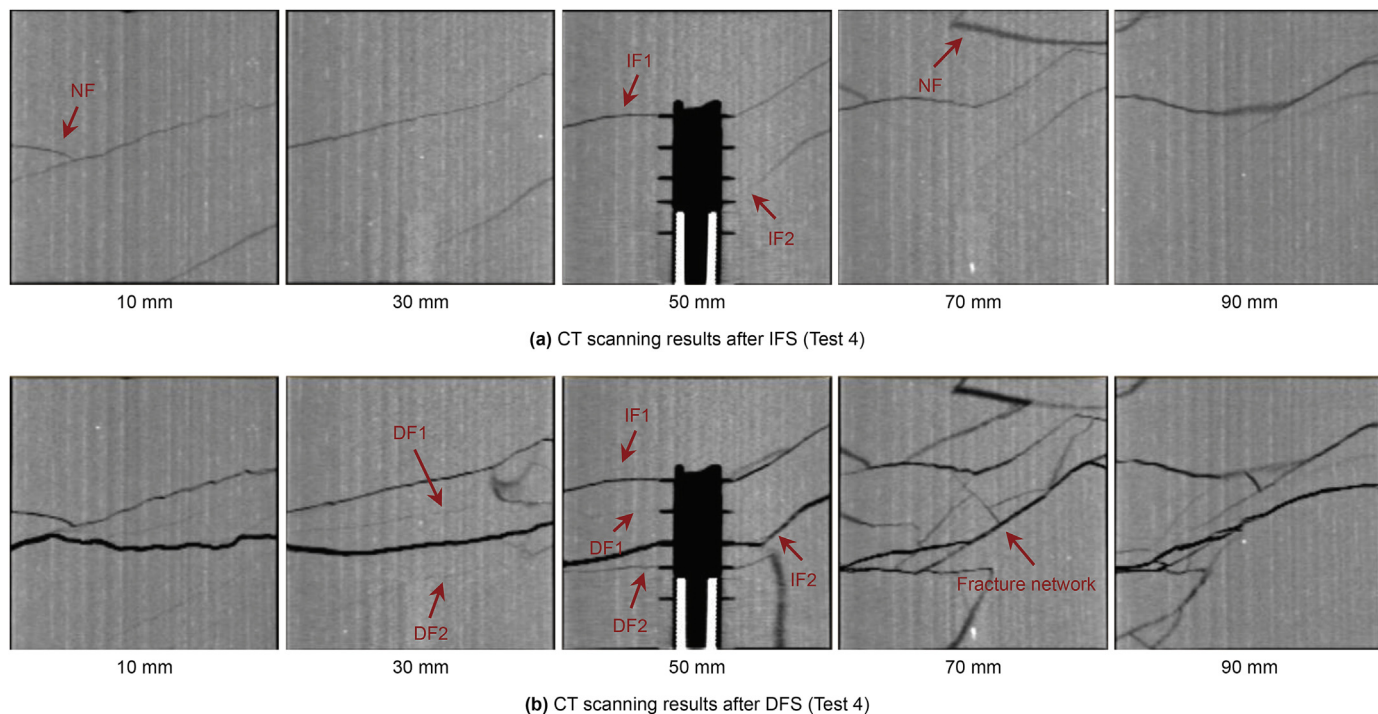 NF
IF1
IF2
NF
10 mm
30 mm
50 mm
70 mm
90 mm
(a) CT scanning results after IFS (Test 4)
DF1
DF2
IF1
DF1
IF2
DF2
Fracture network
10 mm
30 mm
50 mm
70 mm
90 mm
(b) CT scanning results after DFS (Test 4)